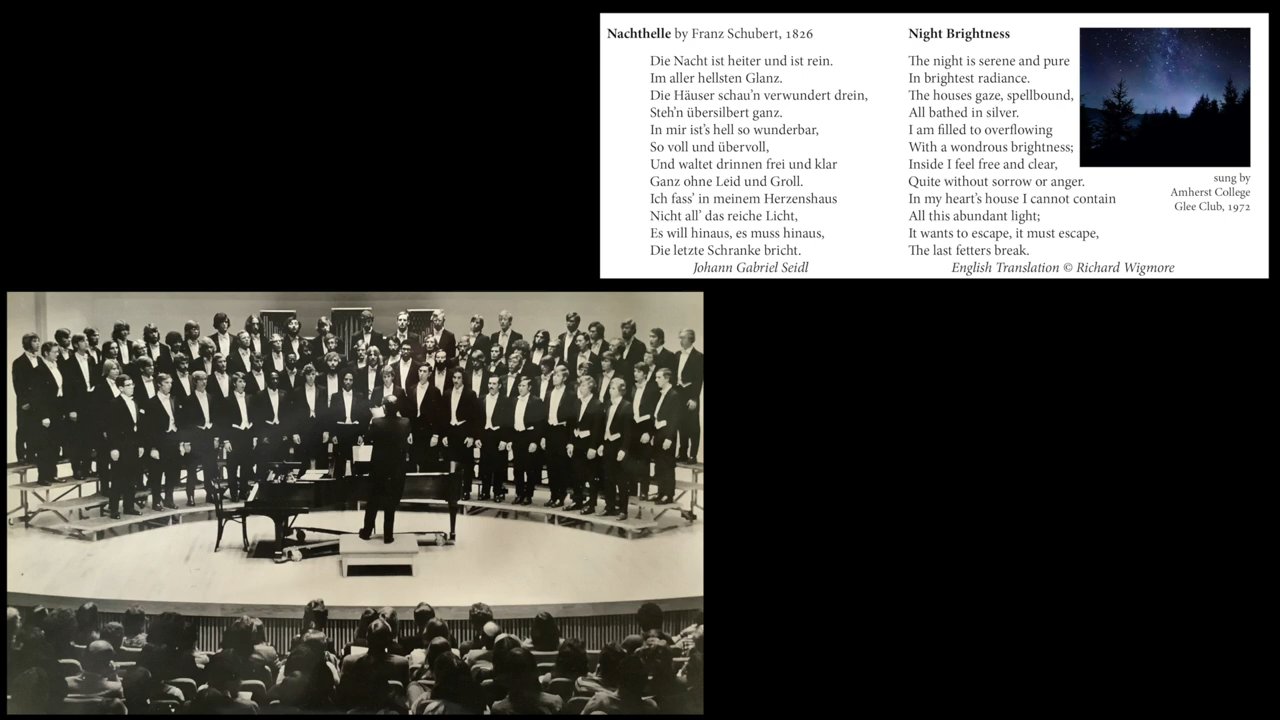 Nachthelle by Franz Schubert, 1826
Die Nacht ist heiter und ist rein.
Im aller hellsten Glanz.
Die Häuser schau'n verwundert drein,
Steh'n übersilbert ganz.
In mir ist's hell so wunderbar,
So voll und übervoll,
Und waltet drinnen frei und klar
Ganz ohne Leid und Groll.
Ich fass' in meinem Herzenshaus
Nicht all' das reiche Licht,
Es will hinaus, es muss hinaus,
Die letzte Schranke bricht.
Johann Gabriel Seidl
Night Brightness
The night is serene and pure
In brightest radiance.
The houses gaze, spellbound,
All bathed in silver.
I am filled to overflowing
With a wondrous brightness;
Inside I feel free and clear,
Quite without sorrow or anger.
In my heart's house I cannot contain
All this abundant light;
It wants to escape, it must escape,
The last fetters break.
English Translation © Richard Wigmore
sung by
Amherst College
Glee Club, 1972